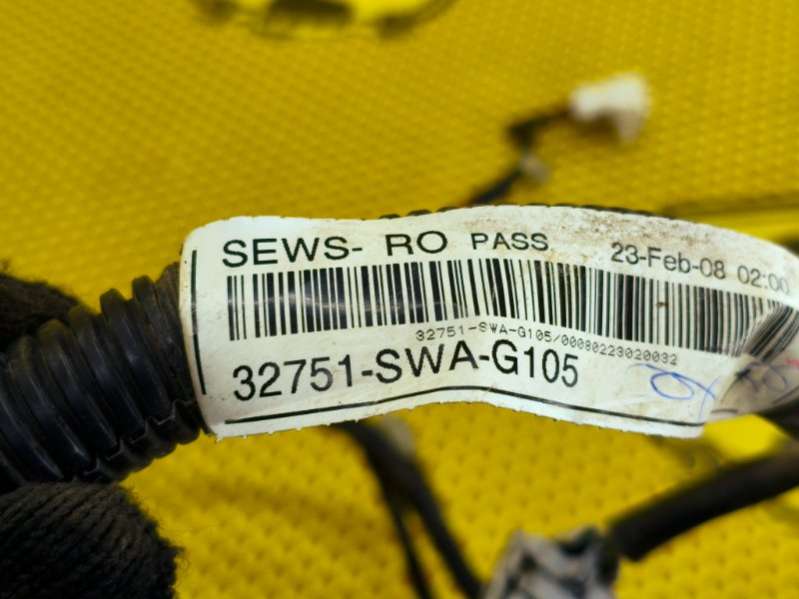 SEWS- RO PASS 23-Feb-08 02:00
32751-SWA-G105/00080223020032
32751-SWA-G105